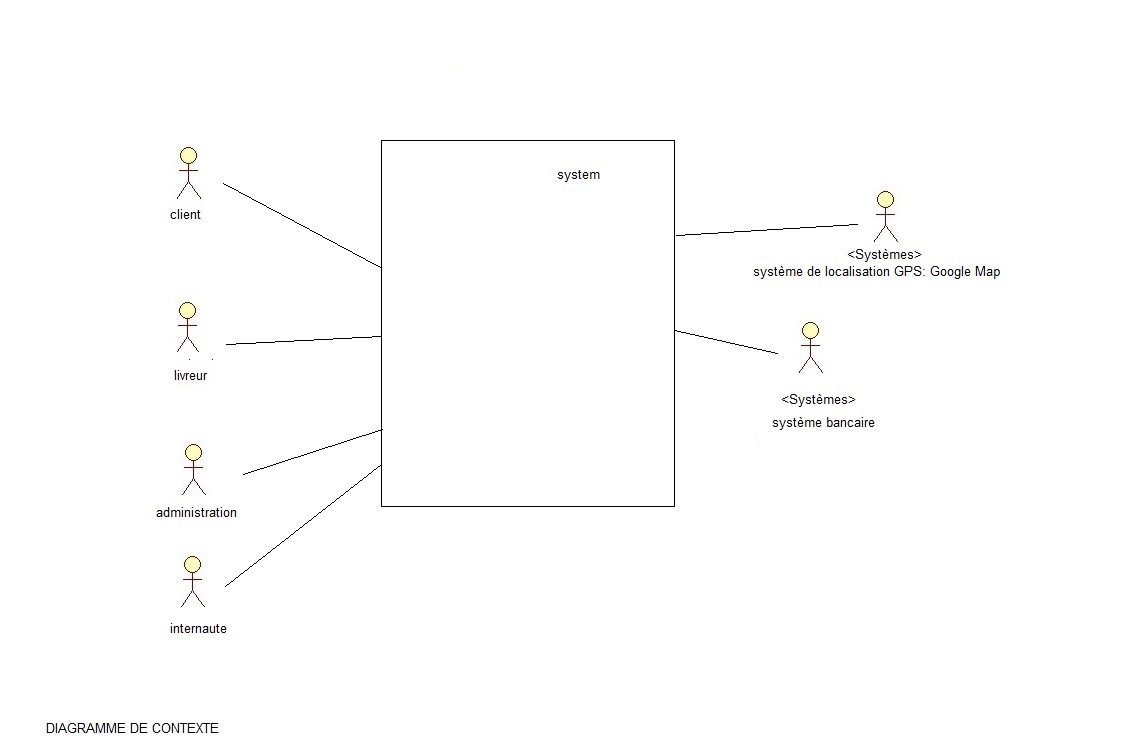 system
client
<Systèmes>
système de localisation GPS: Google Map
livreur
<Systèmes>
système bancaire
administration
internaute
DIAGRAMME DE CONTEXTE